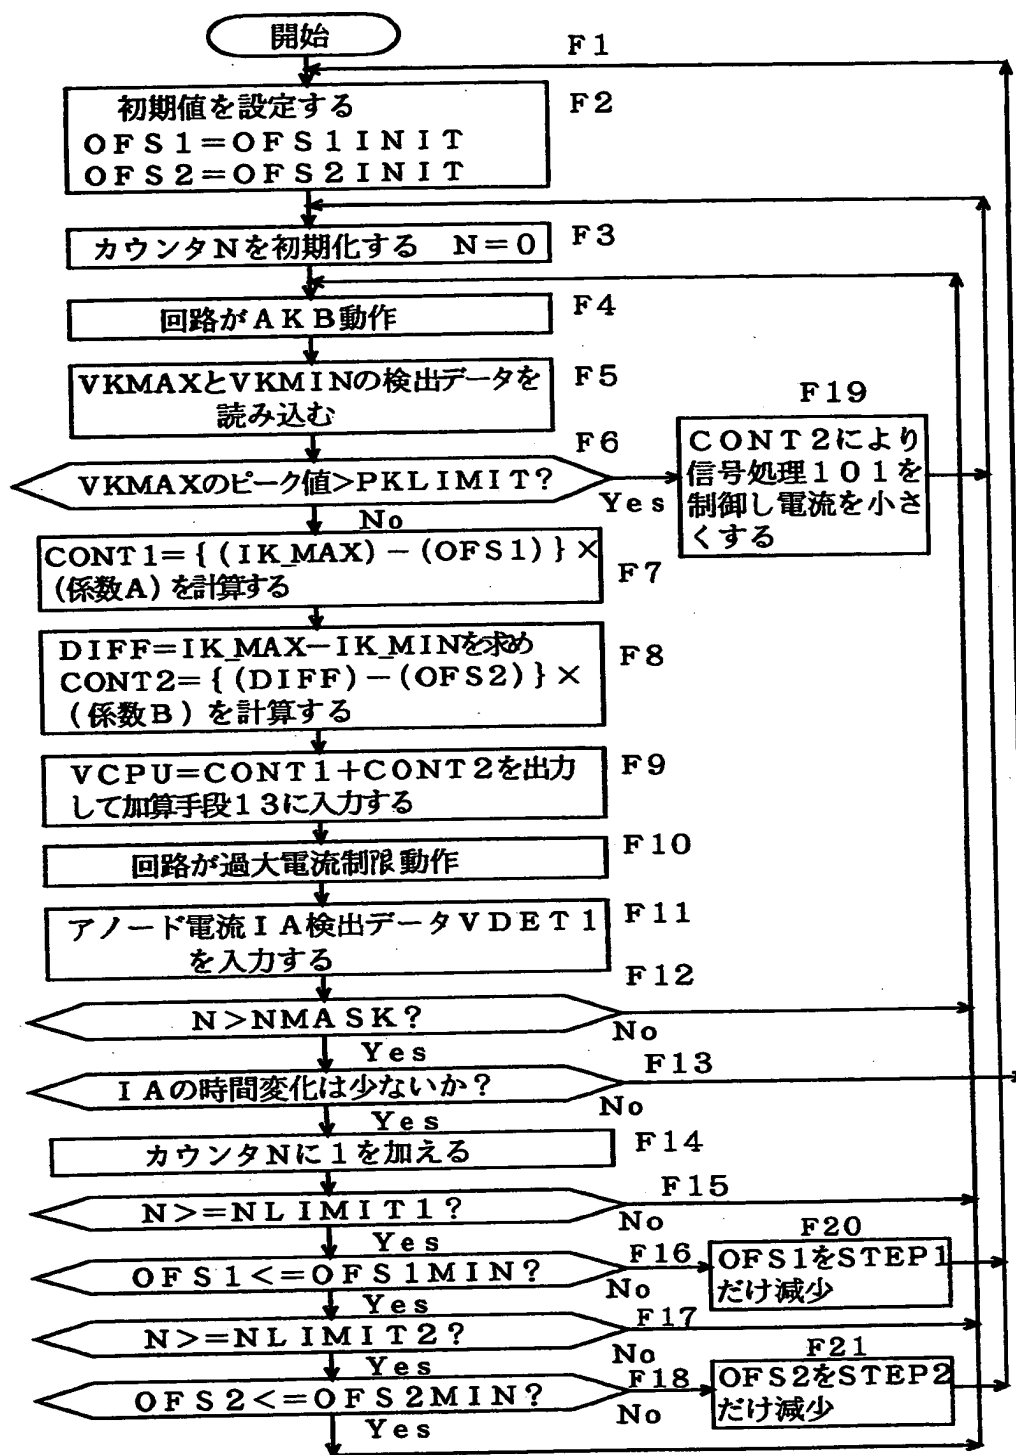 開始
F1
初期値を設定する
OFS1=OFS1INIT
OFS2=OFS2INIT
F2
カウンタNを初期化する N=0
F3
回路がAKB動作
F4
VKMAXとVKMINの検出データを
読み込む
F5
VKMAXのピーク値>PKLIMIT?
F6
Yes
No
F19
CONT2により
信号処理101を
制御し電流を小さ
くする
CONT1={(IK_MAX)-(OFS1)}×
(係数A)を計算する
F7
DIFF=IK_MAX-IK_MINを求め
CONT2={(DIFF)-(OFS2)}×
(係数B)を計算する
F8
VCPU=CONT1+CONT2を出力
して加算手段13に入力する
F9
回路が過大電流制限動作
F10
アノード電流IA検出データVDET1
を入力する
F11
N>NMASK?
F12
No
Yes
IAの時間変化は少ないか?
F13
No
Yes
カウンタNに1を加える
F14
N>=NLIMIT1?
F15
No
Yes
OFS1<=OFS1MIN?
F16
No
Yes
F20
OFS1をSTEP1
だけ減少
N>=NLIMIT2?
F17
No
Yes
OFS2<=OFS2MIN?
F18
No
Yes
F21
OFS2をSTEP2
だけ減少